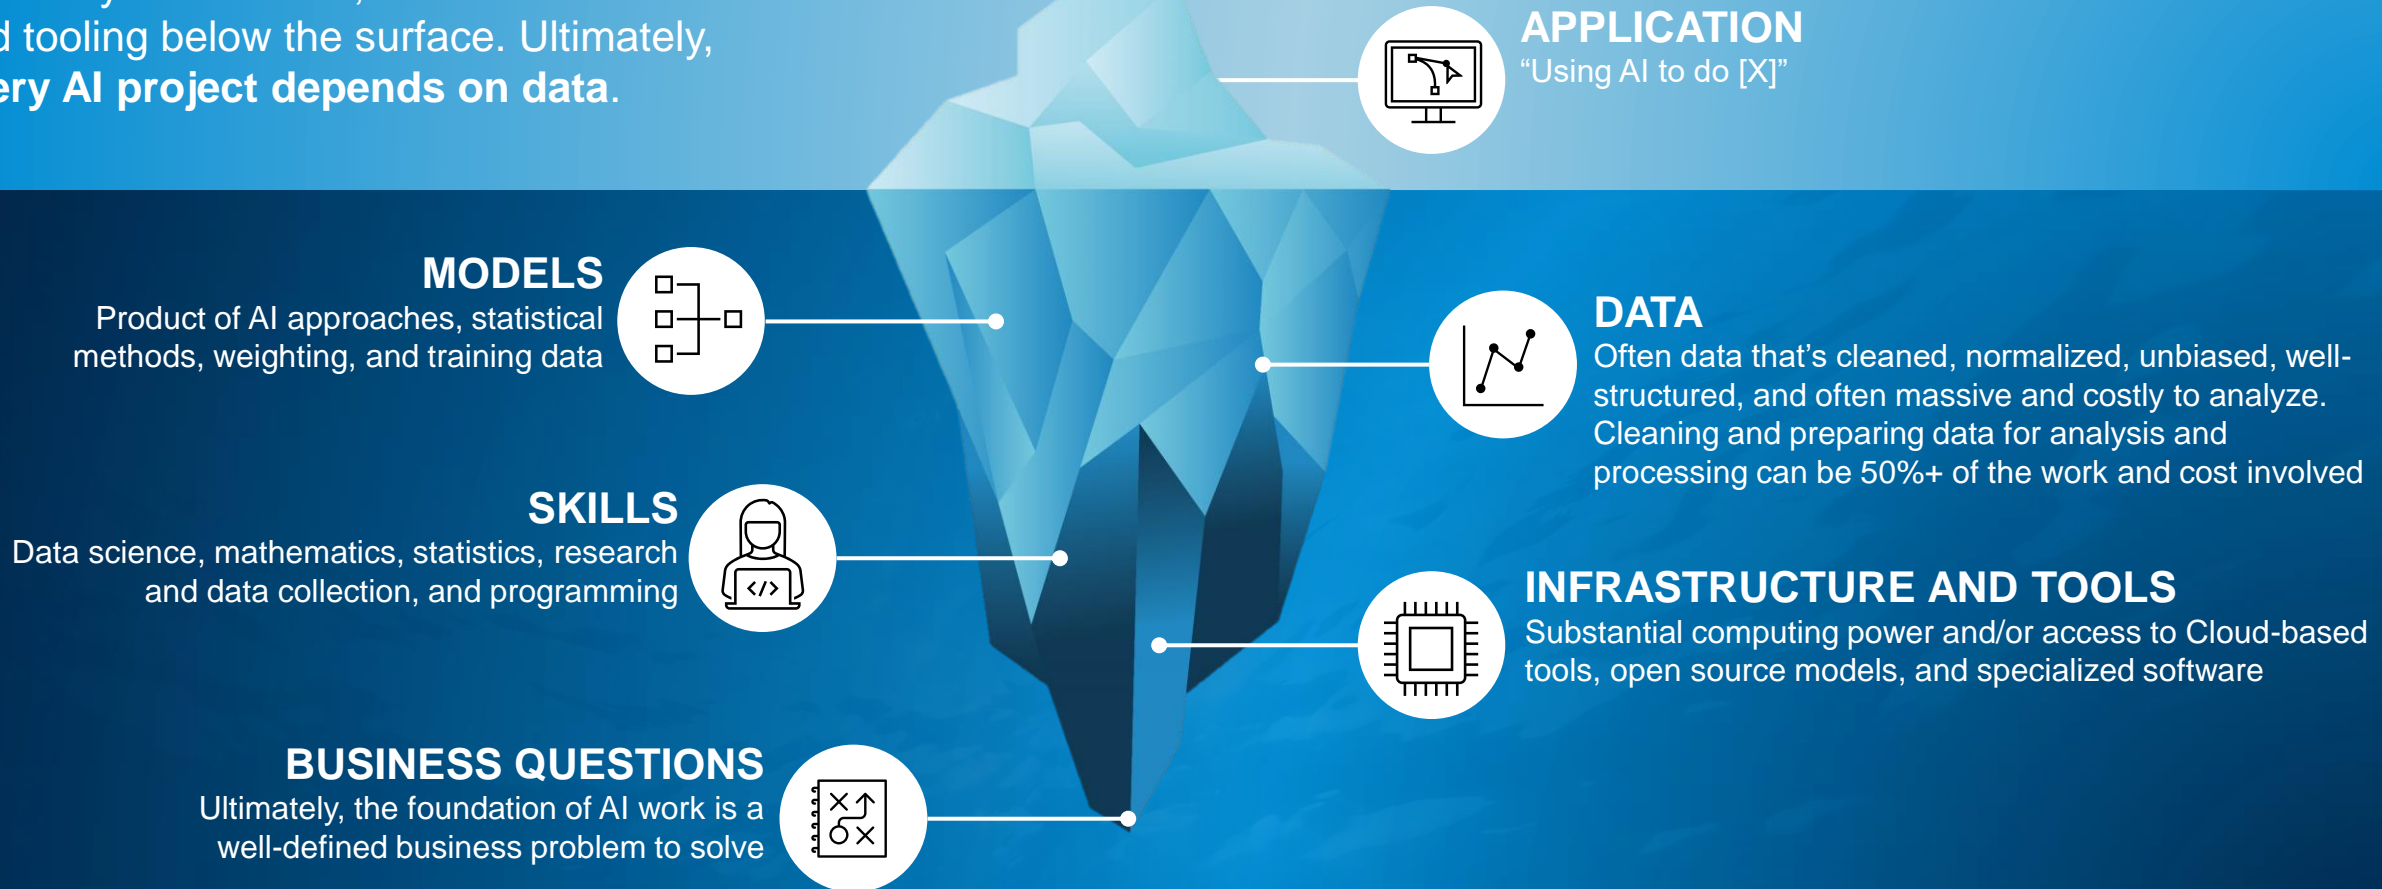 d tooling below the surface. Ultimately,
ery AI project depends on data.
APPLICATION
“Using AI to do [X]”
MODELS
Product of AI approaches, statistical
methods, weighting, and training data
DATA
Often data that’s cleaned, normalized, unbiased, well-
structured, and often massive and costly to analyze.
Cleaning and preparing data for analysis and
processing can be 50%+ of the work and cost involved
SKILLS
Data science, mathematics, statistics, research
and data collection, and programming
</>
INFRASTRUCTURE AND TOOLS
Substantial computing power and/or access to Cloud-based
tools, open source models, and specialized software
BUSINESS QUESTIONS
Ultimately, the foundation of AI work is a
well-defined business problem to solve